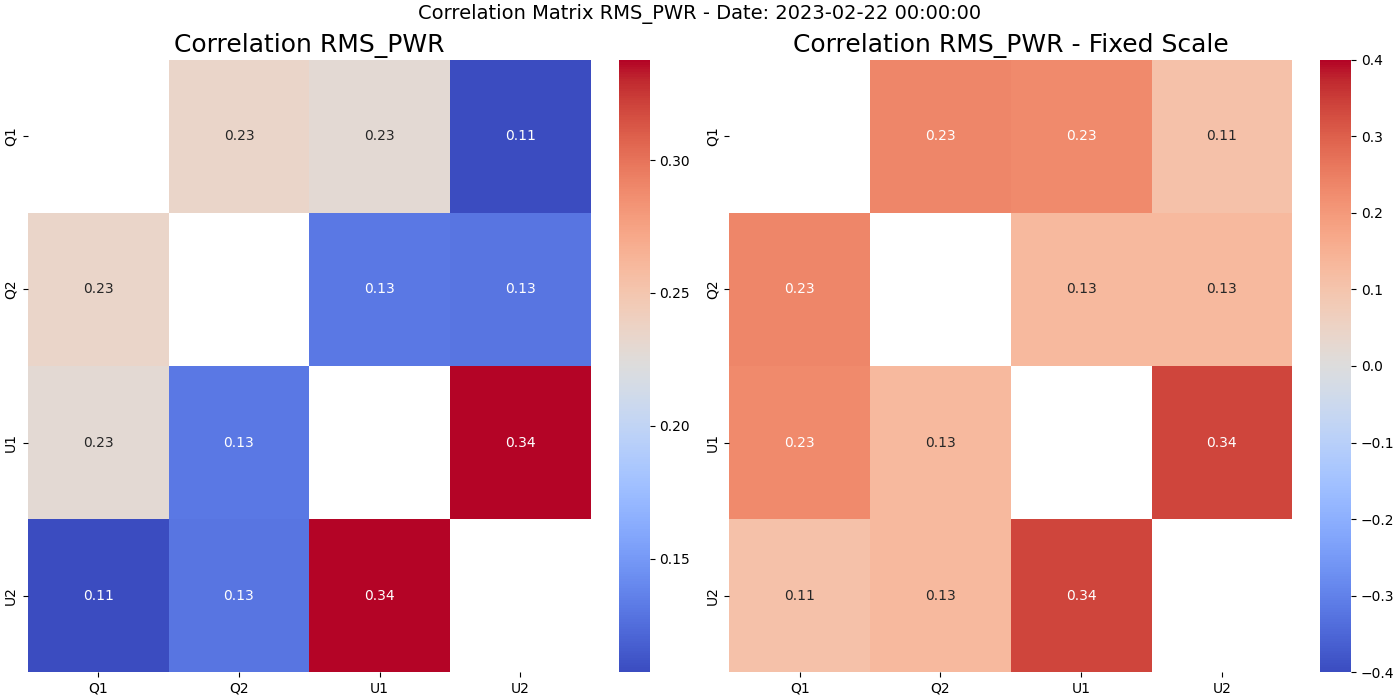 Correlation Matrix RMS_PWR - Date: 2023-02-22 00:00:00
Correlation RMS_PWR
Q1
0.23
0.23
0.11
Q2
0.23
0.13
0.13
U1
0.23
0.13
0.34
U2
0.11
0.13
0.34
Q1
Q2
U1
U2
0.30
0.25
0.20
0.15
Correlation RMS_PWR - Fixed Scale
Q1
0.23
0.23
0.11
Q2
0.23
0.13
0.13
U1
0.23
0.13
0.34
U2
0.11
0.13
0.34
Q1
Q2
U1
U2
0.4
0.3
0.2
0.1
0.0
−0.1
−0.2
−0.3
−0.4